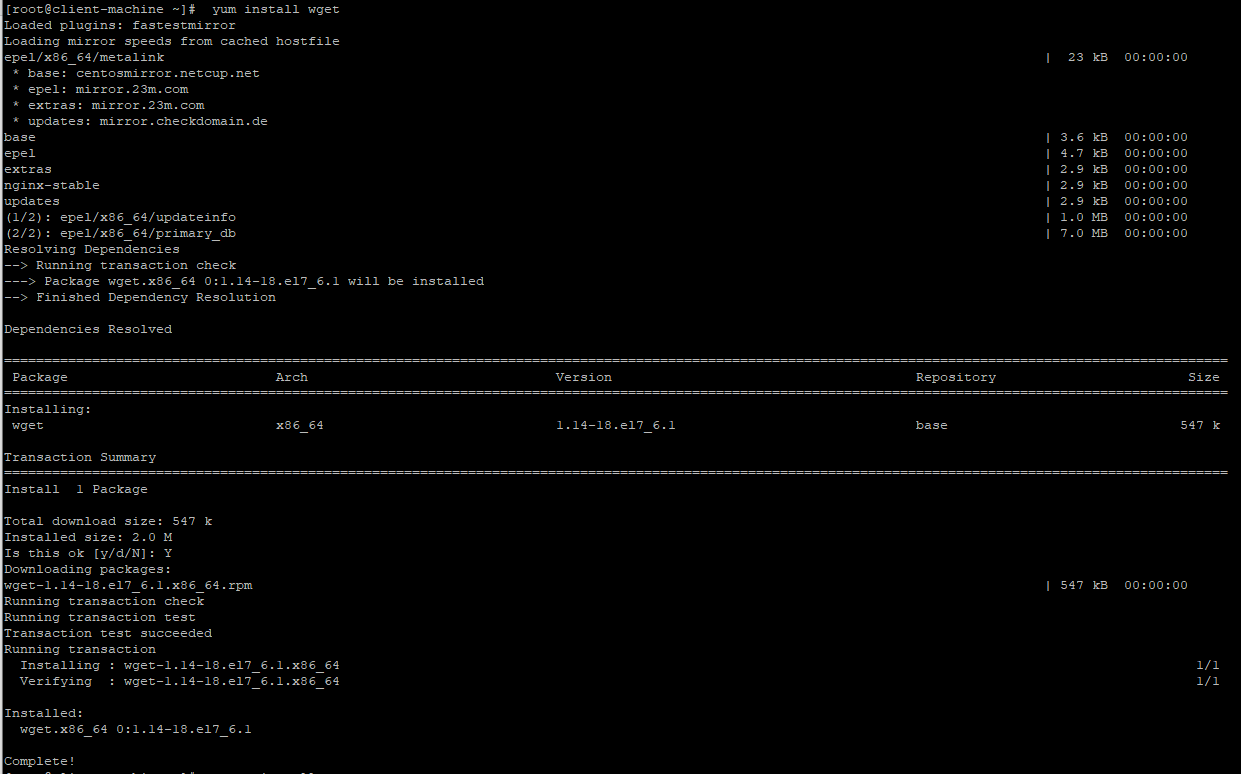 [root@client-machine ~]#  yum install wget
Loaded plugins: fastestmirror
Loading mirror speeds from cached hostfile
epel/x86_64/metalink | 23 kB 00:00:00
* base: centosmirror.netcup.net
* epel: mirror.23m.com
* extras: mirror.23m.com
* updates: mirror.checkdomain.de
base | 3.6 kB 00:00:00
epel | 4.7 kB 00:00:00
extras | 2.9 kB 00:00:00
nginx-stable | 2.9 kB 00:00:00
updates | 2.9 kB 00:00:00
(1/2): epel/x86_64/updateinfo | 1.0 MB 00:00:00
(2/2): epel/x86_64/primary_db | 7.0 MB 00:00:00
Resolving Dependencies
--> Running transaction check
---> Package wget.x86_64 0:1.14-18.el7_6.1 will be installed
--> Finished Dependency Resolution
Dependencies Resolved
Package Arch Version Repository Size
Installing:
wget x86_64 1.14-18.el7_6.1 base 547 k
Transaction Summary
Install  1 Package
Total download size: 547 k
Installed size: 2.0 M
Is this ok [y/d/N]: Y
Downloading packages:
wget-1.14-18.el7_6.1.x86_64.rpm | 547 kB 00:00:00
Running transaction check
Running transaction test
Transaction test succeeded
Running transaction
Installing : wget-1.14-18.el7_6.1.x86_64 1/1
Verifying  : wget-1.14-18.el7_6.1.x86_64 1/1
Installed:
wget.x86_64 0:1.14-18.el7_6.1
Complete!